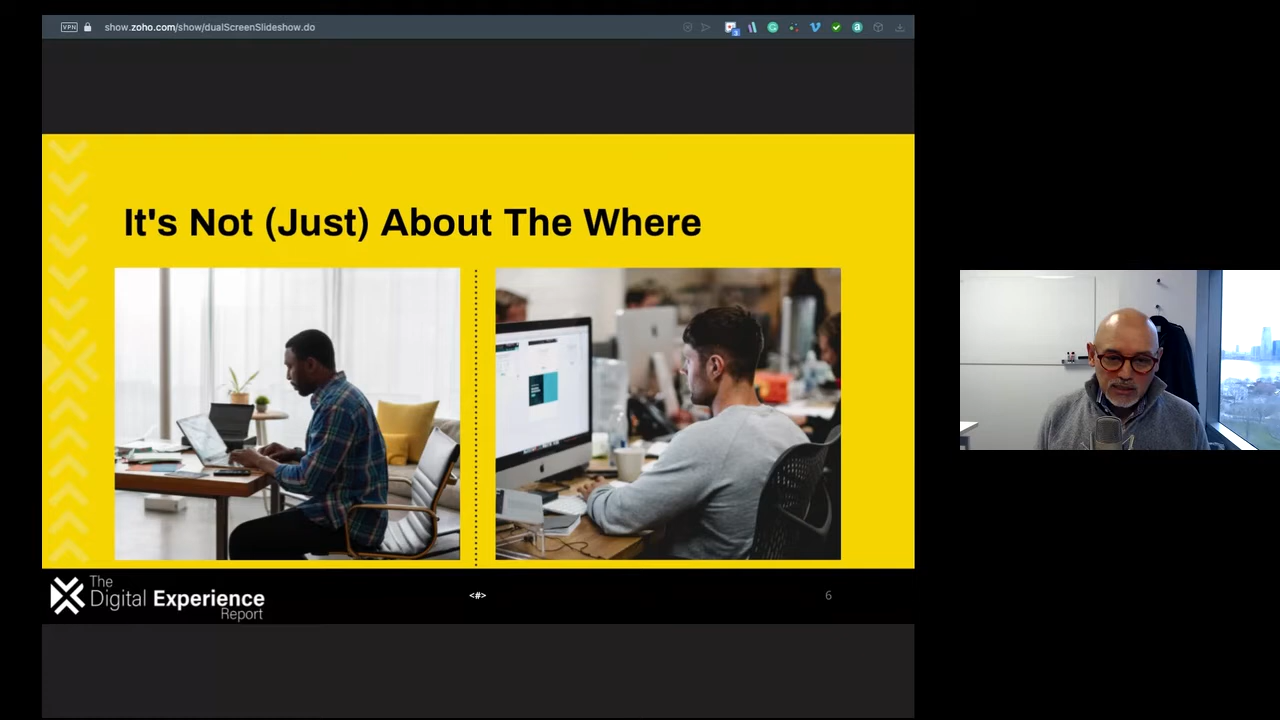 VPN
show.zoho.com/show/dualScreenSlideshow.do
It's Not (Just) About The Where
The
Digital Experience
Report
<#>
6